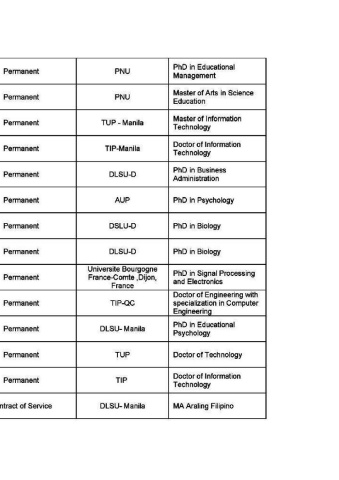 Permanent PNU PhD in Educational
Management
Permanent PNU Master of Arts in Science
Education
Permanent TUP - Manila Master of Information
Technology
Permanent TIP-Manila Doctor of Information
Technology
Permanent DLSU-D PhD in Business
Administration
Permanent AUP PhD in Psychology
Permanent DSLU-D PhD in Biology
Permanent DLSU-D PhD in Biology
Permanent Universite Bourgogne
France-Comte ,Dijon,
France PhD in Signal Processing
and Electronics
Permanent TIP-QC Doctor of Engineering with
specialization in Computer
Engineering
Permanent DLSU- Manila PhD in Educational
Psychology
Permanent TUP Doctor of Technology
Permanent TIP Doctor of Information
Technology
ntract of Service DLSU- Manila MA Araling Filipino